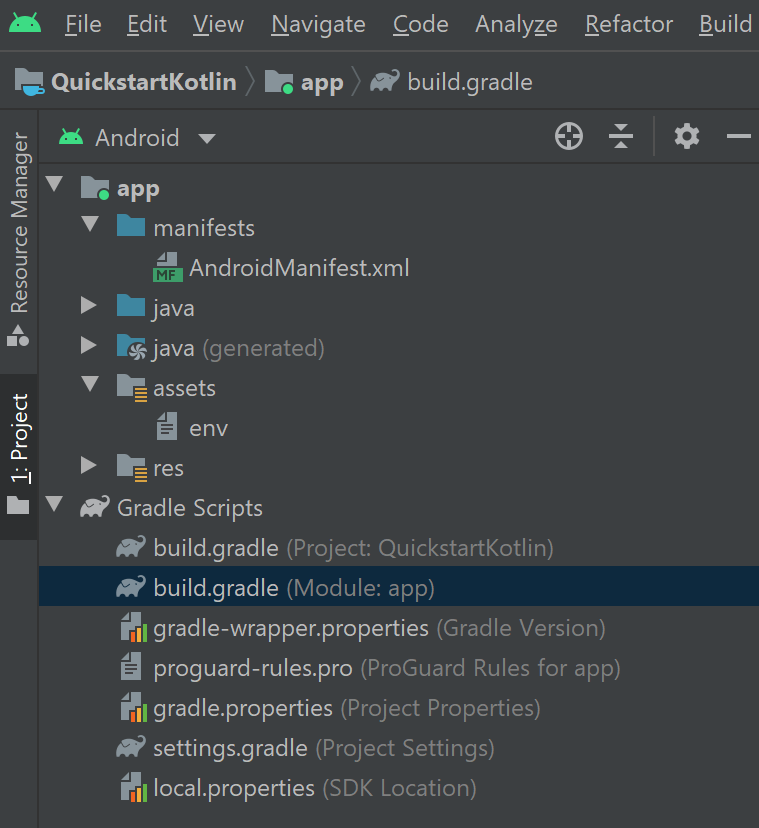 File Edit View Navigate Code Analyze Refactor Build
QuickstartKotlin app build.gradle
Android
Resource Manager
1: Project
app
manifests
MF AndroidManifest.xml
java
java (generated)
assets
env
res
Gradle Scripts
build.gradle (Project: QuickstartKotlin)
build.gradle (Module: app)
gradle-wrapper.properties (Gradle Version)
proguard-rules.pro (ProGuard Rules for app)
gradle.properties (Project Properties)
settings.gradle (Project Settings)
local.properties (SDK Location)